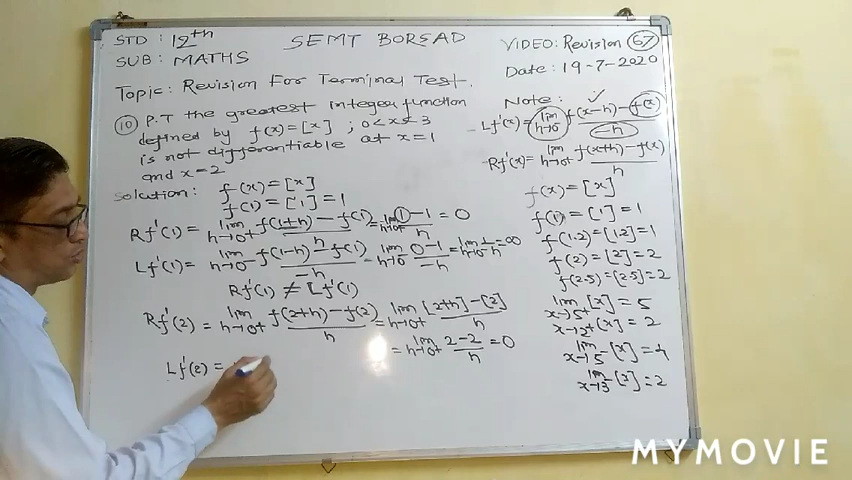 STD : 12th
SUB : MATHS
SEMT BOREAD
VIDEO: Revision 67
Date: 19-7-2020
Topic: Revision For Terminal Test.
10 P.T the greatest integer function
defined by f(x) = [x] ; 0<x<3
is not differentiable at x=1
and x=2
Solution: f(x) = [x]
f(1) = [1] = 1
Rf'(1) = lim h→0+ f(1+h) - f(1) / h = lim h→0+ 1-1 / h = 0
Lf'(1) = lim h→0- f(1-h) - f(1) / -h = lim h→0- 0-1 / -h = lim h→0- 1/h = ∞
Rf'(1) ≠ Lf'(1)
Rf'(2) = lim h→0+ f(2+h) - f(2) / h = lim h→0+ [2+h] - [2] / h
= lim h→0+ 2-2 / h = 0
Lf'(2) =
Note:
Lf'(x) = lim h→0- f(x-h) - f(x) / -h
Rf'(x) = lim h→0+ f(x+h) - f(x) / h
f(x) = [x]
f(1) = [1] = 1
f(1.2) = [1.2] = 1
f(2) = [2] = 2
f(2.5) = [2.5] = 2
lim x→5+ [x] = 5
lim x→2+ [x] = 2
lim x→5- [x] = 4
lim x→3- [x] = 2
MYMOVIE